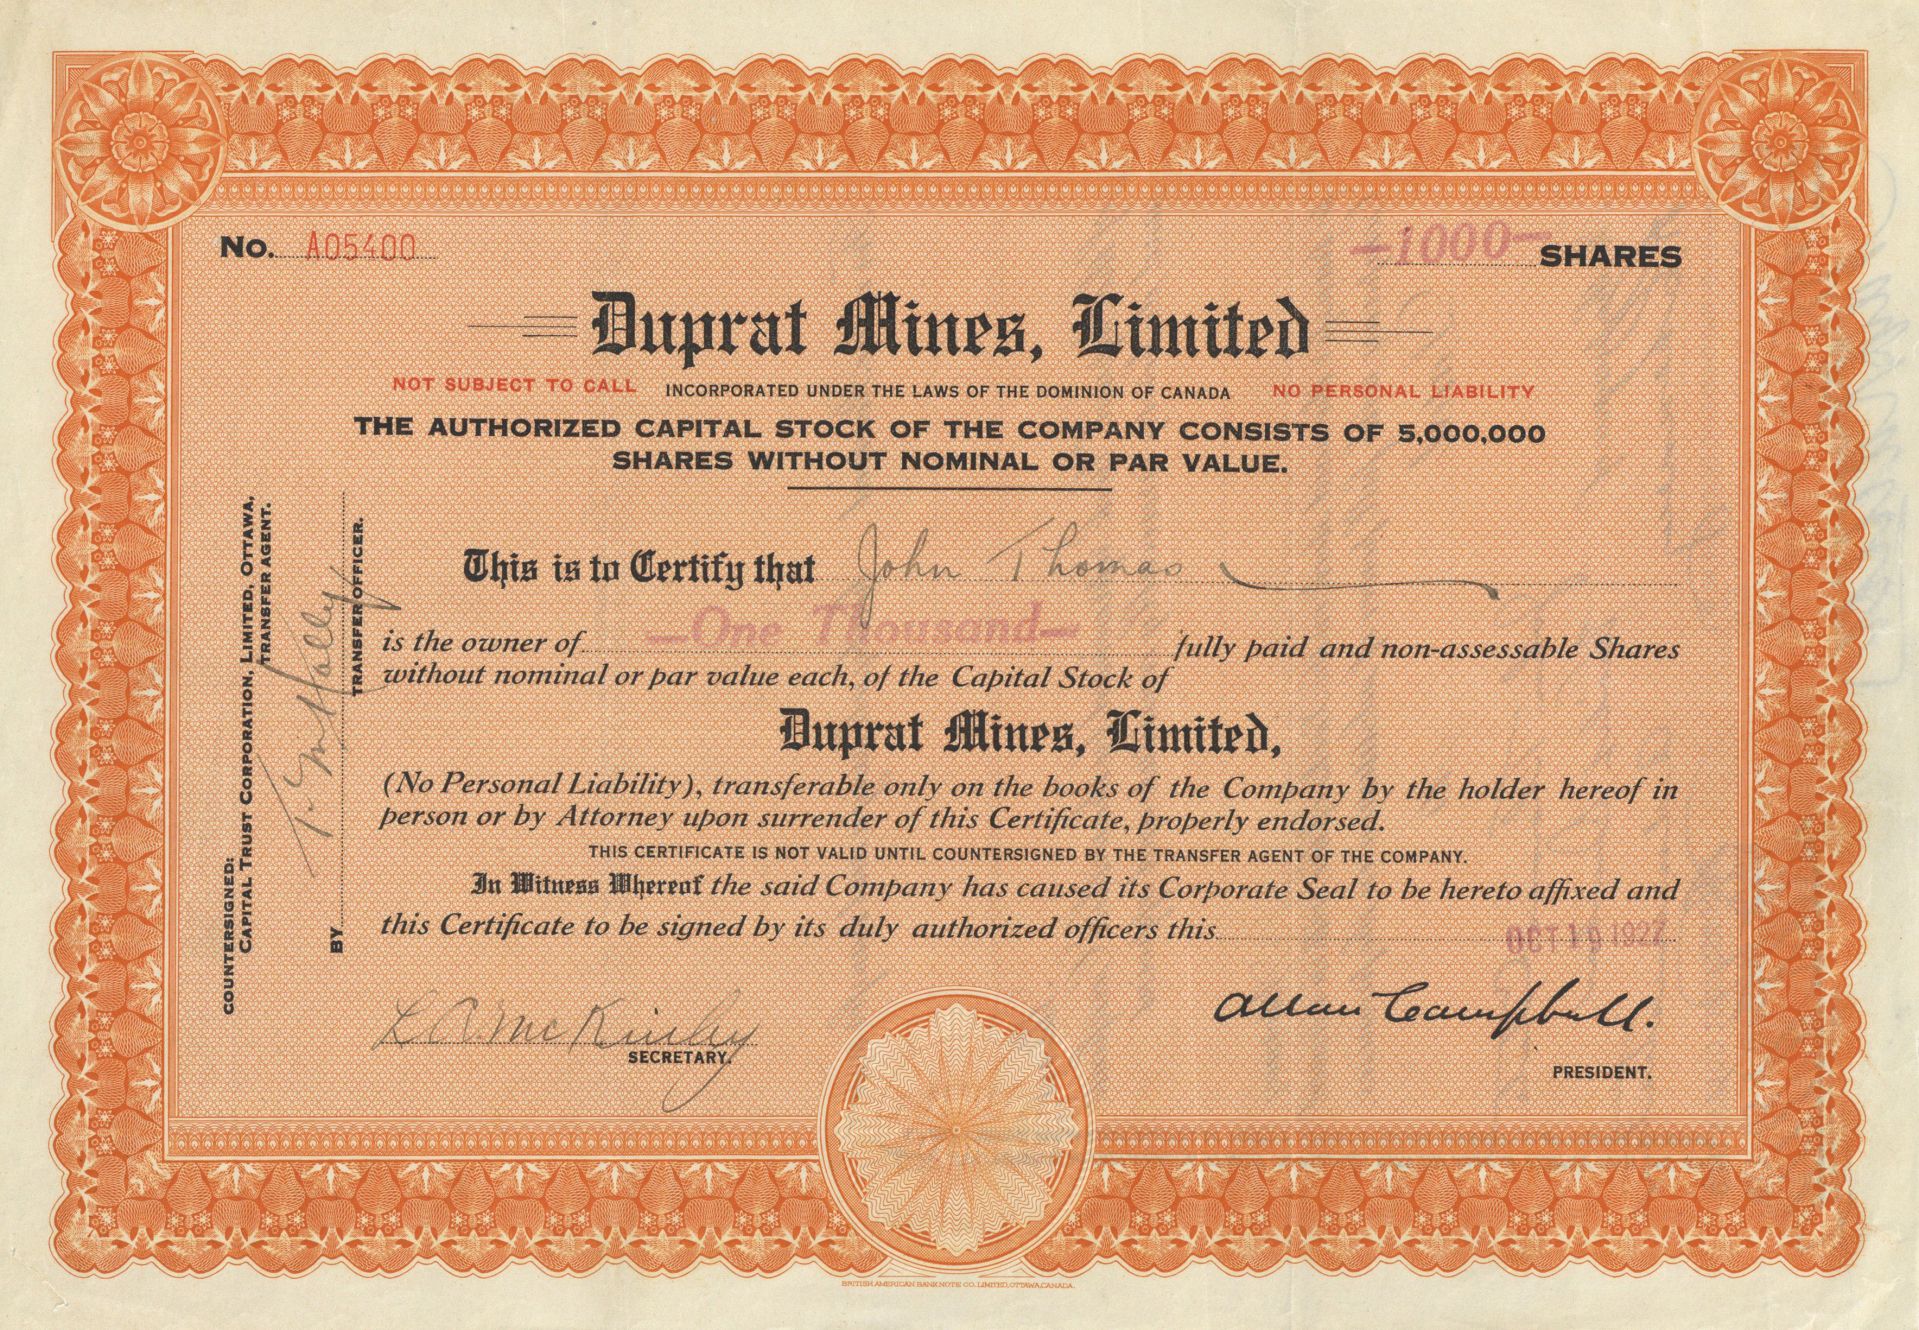 No. A05400
—1000— SHARES
Duprat Mines, Limited
NOT SUBJECT TO CALL INCORPORATED UNDER THE LAWS OF THE DOMINION OF CANADA NO PERSONAL LIABILITY
THE AUTHORIZED CAPITAL STOCK OF THE COMPANY CONSISTS OF 5,000,000
SHARES WITHOUT NOMINAL OR PAR VALUE.
This is to Certify that John Thomas
is the owner of —One Thousand— fully paid and non-assessable Shares
without nominal or par value each, of the Capital Stock of
Duprat Mines, Limited,
(No Personal Liability), transferable only on the books of the Company by the holder hereof in
person or by Attorney upon surrender of this Certificate, properly endorsed.
THIS CERTIFICATE IS NOT VALID UNTIL COUNTERSIGNED BY THE TRANSFER AGENT OF THE COMPANY.
In Witness Whereof the said Company has caused its Corporate Seal to be hereto affixed and
this Certificate to be signed by its duly authorized officers this OCT 19 1927
L A. McKinley
SECRETARY.
Allan Campbell.
PRESIDENT.
COUNTERSIGNED:
CAPITAL TRUST CORPORATION, LIMITED, OTTAWA,
TRANSFER AGENT.
BY
TRANSFER OFFICER.
BRITISH AMERICAN BANK NOTE CO. LIMITED, OTTAWA, CANADA.